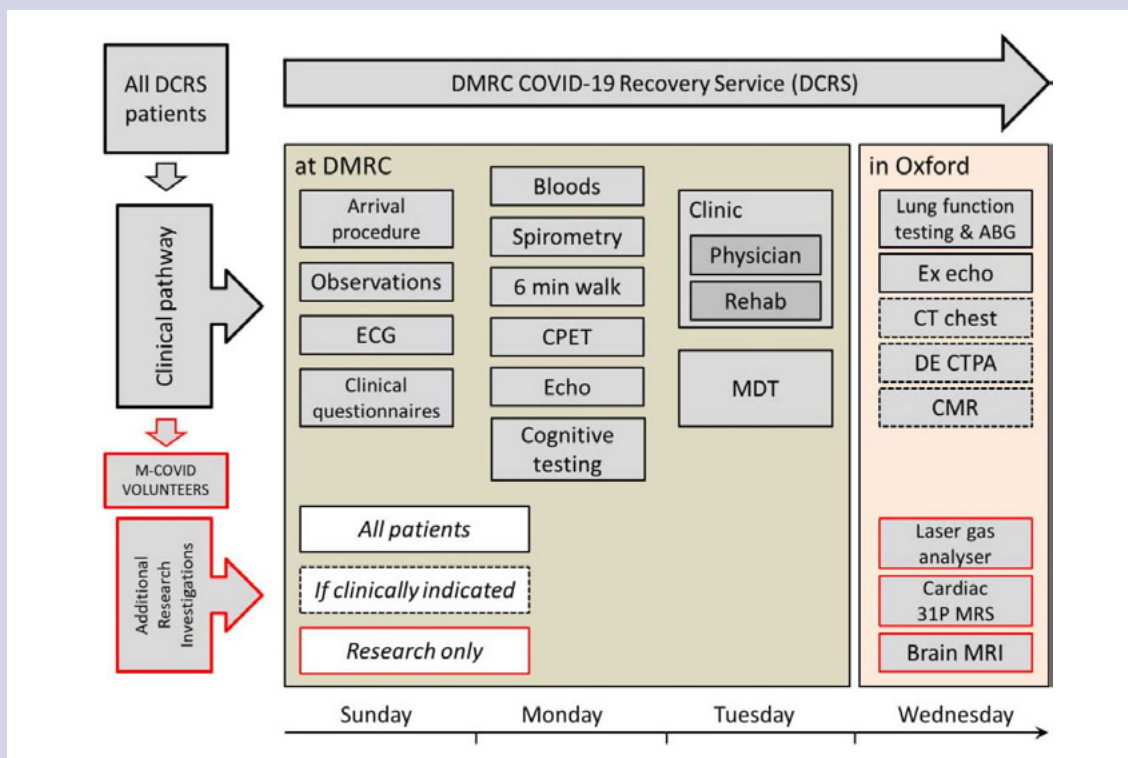 All DCRS
patients
DMRC COVID-19 Recovery Service (DCRS)
Clinical pathway
M-COVID
VOLUNTEERS
Additional
Research
Investigations
at DMRC
Arrival
procedure
Observations
ECG
Clinical
questionnaires
Bloods
Spirometry
6 min walk
CPET
Echo
Cognitive
testing
Clinic
Physician
Rehab
MDT
All patients
If clinically indicated
Research only
in Oxford
Lung function
testing & ABG
Ex echo
CT chest
DE CTPA
CMR
Laser gas
analyser
Cardiac
31P MRS
Brain MRI
Sunday
Monday
Tuesday
Wednesday